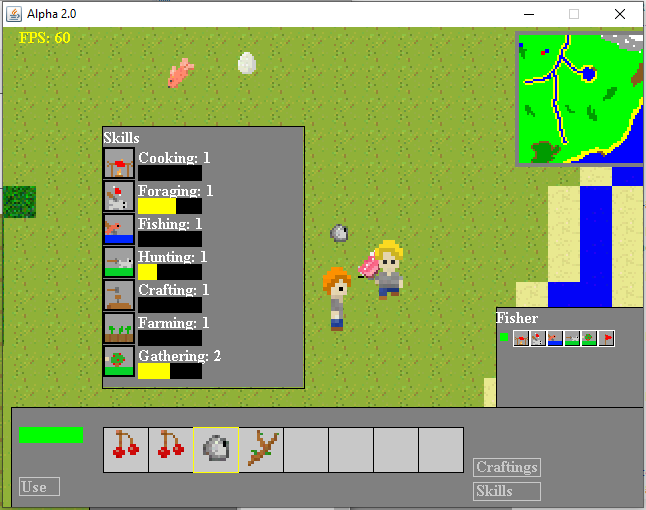 Alpha 2.0
FPS: 60
Skills
Cooking: 1
Foraging: 1
Fishing: 1
Hunting: 1
Crafting: 1
Farming: 1
Gathering: 2
Fisher
Use
Craftings
Skills